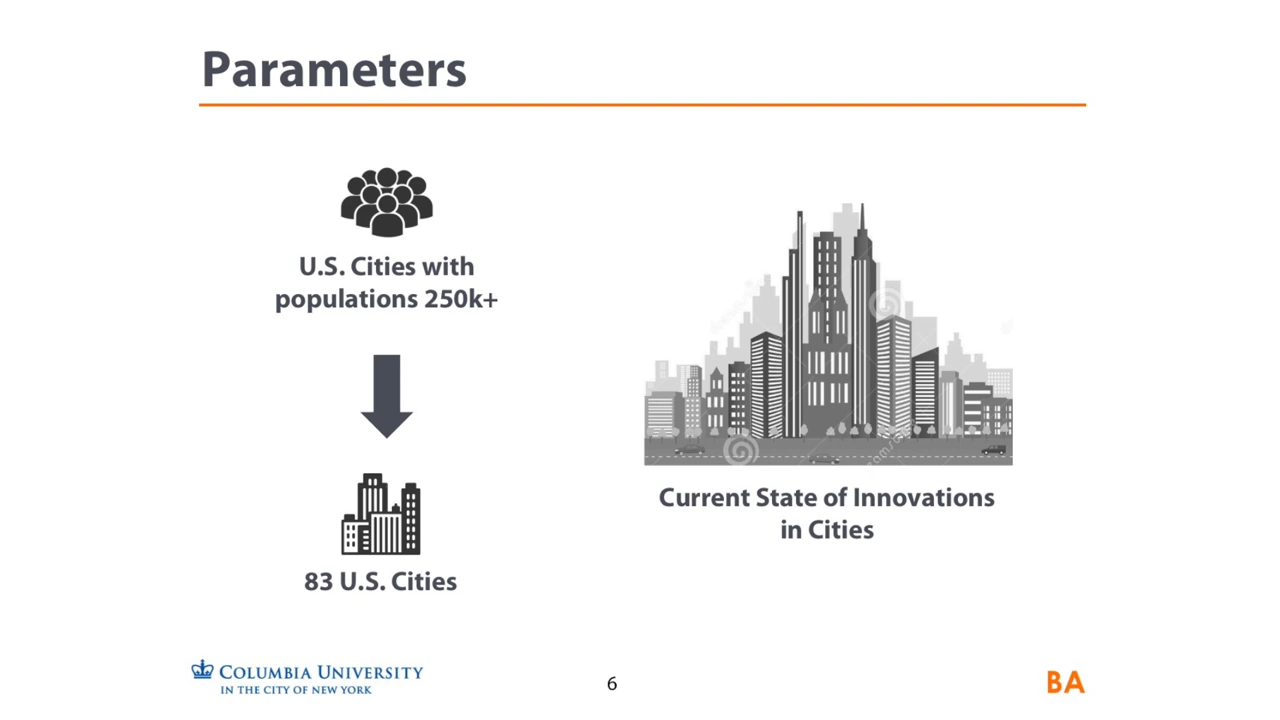 Parameters
U.S. Cities with
populations 250k+
83 U.S. Cities
Current State of Innovations
in Cities
COLUMBIA UNIVERSITY
IN THE CITY OF NEW YORK
6
BA